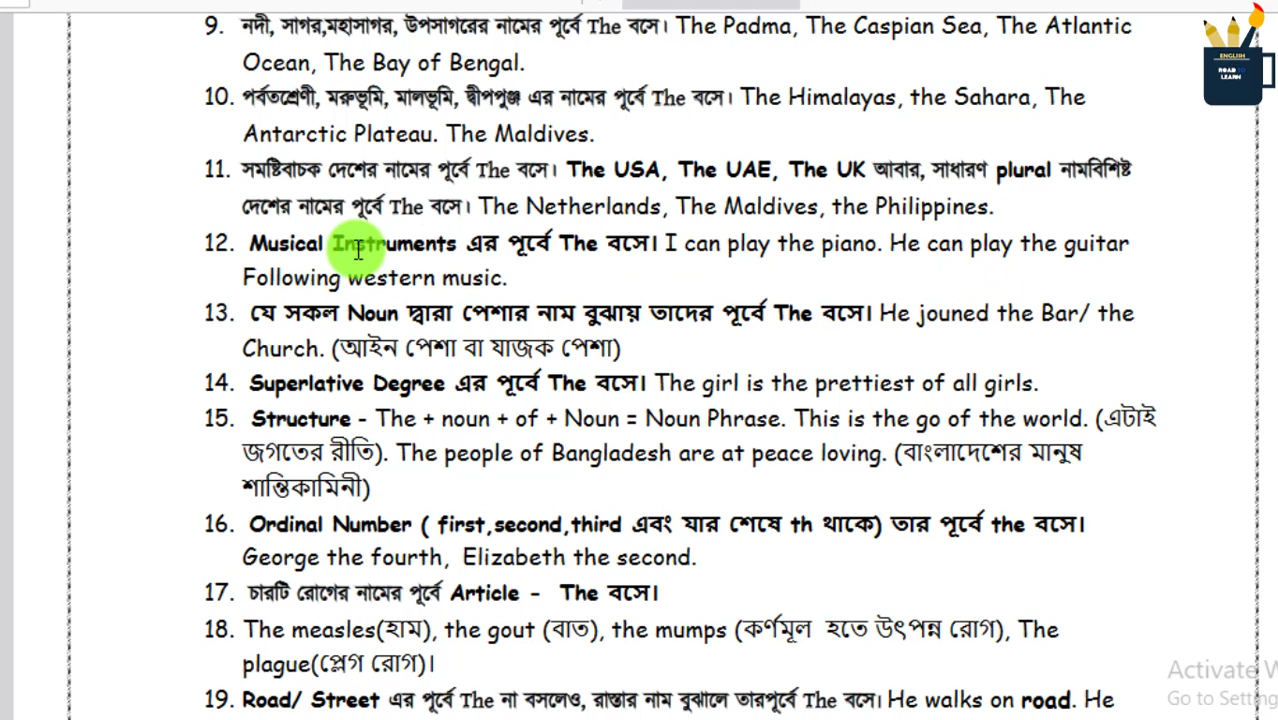 9. নদী, সাগর,মহাসাগর, উপসাগরের নামের পূর্বে The বসে। The Padma, The Caspian Sea, The Atlantic
Ocean, The Bay of Bengal.
10. পর্বতশ্রেণী, মরুভূমি, মালভূমি, দ্বীপপুঞ্জ এর নামের পূর্বে The বসে। The Himalayas, the Sahara, The
Antarctic Plateau. The Maldives.
11. সমষ্টিবাচক দেশের নামের পূর্বে The বসে। The USA, The UAE, The UK আবার, সাধারণ plural নামবিশিষ্ট
দেশের নামের পূর্বে The বসে। The Netherlands, The Maldives, the Philippines.
12. Musical Instruments এর পূর্বে The বসে। I can play the piano. He can play the guitar
Following western music.
13. যে সকল Noun দ্বারা পেশার নাম বুঝায় তাদের পূর্বে The বসে। He jouned the Bar/ the
Church. (আইন পেশা বা যাজক পেশা)
14. Superlative Degree এর পূর্বে The বসে। The girl is the prettiest of all girls.
15. Structure - The + noun + of + Noun = Noun Phrase. This is the go of the world. (এটাই
জগতের রীতি). The people of Bangladesh are at peace loving. (বাংলাদেশের মানুষ
শান্তিকামিনী)
16. Ordinal Number ( first,second,third এবং যার শেষে th থাকে) তার পূর্বে the বসে।
George the fourth, Elizabeth the second.
17. চারটি রোগের নামের পূর্বে Article - The বসে।
18. The measles(হাম), the gout (বাত), the mumps (কর্ণমূল হতে উৎপন্ন রোগ), The
plague(প্লেগ রোগ)।
19. Road/ Street এর পূর্বে The না বসলেও, রাস্তার নাম বুঝালে তারপূর্বে The বসে। He walks on road. He
ENGLISH
ROAD TO
LEARN
Activate W
Go to Setting